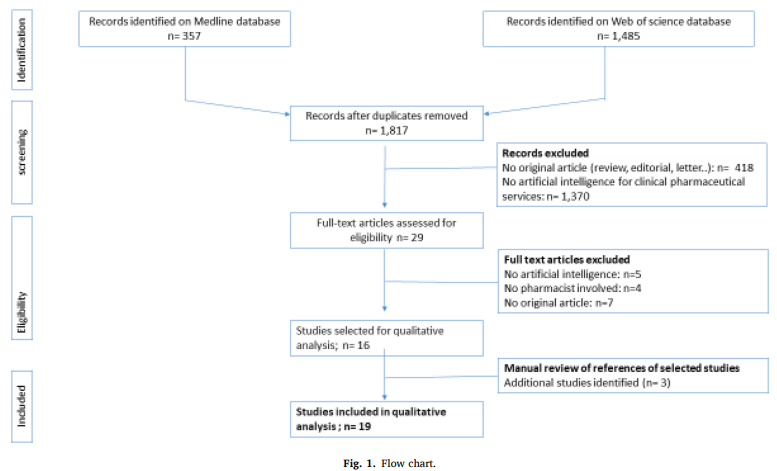 Identification
Records identified on Medline database
n= 357
Records identified on Web of science database
n= 1,485
screening
Records after duplicates removed
n= 1,817
Records excluded
No original article (review, editorial, letter..): n= 418
No artificial intelligence for clinical pharmaceutical
services: n= 1,370
Eligibility
Full-text articles assessed for
eligibility n= 29
Full text articles excluded
No artificial intelligence: n=5
No pharmacist involved: n=4
No original article: n=7
Studies selected for qualitative
analysis; n= 16
Included
Manual review of references of selected studies
Additional studies identified (n= 3)
Studies included in qualitative
analysis ; n= 19
Fig. 1. Flow chart.